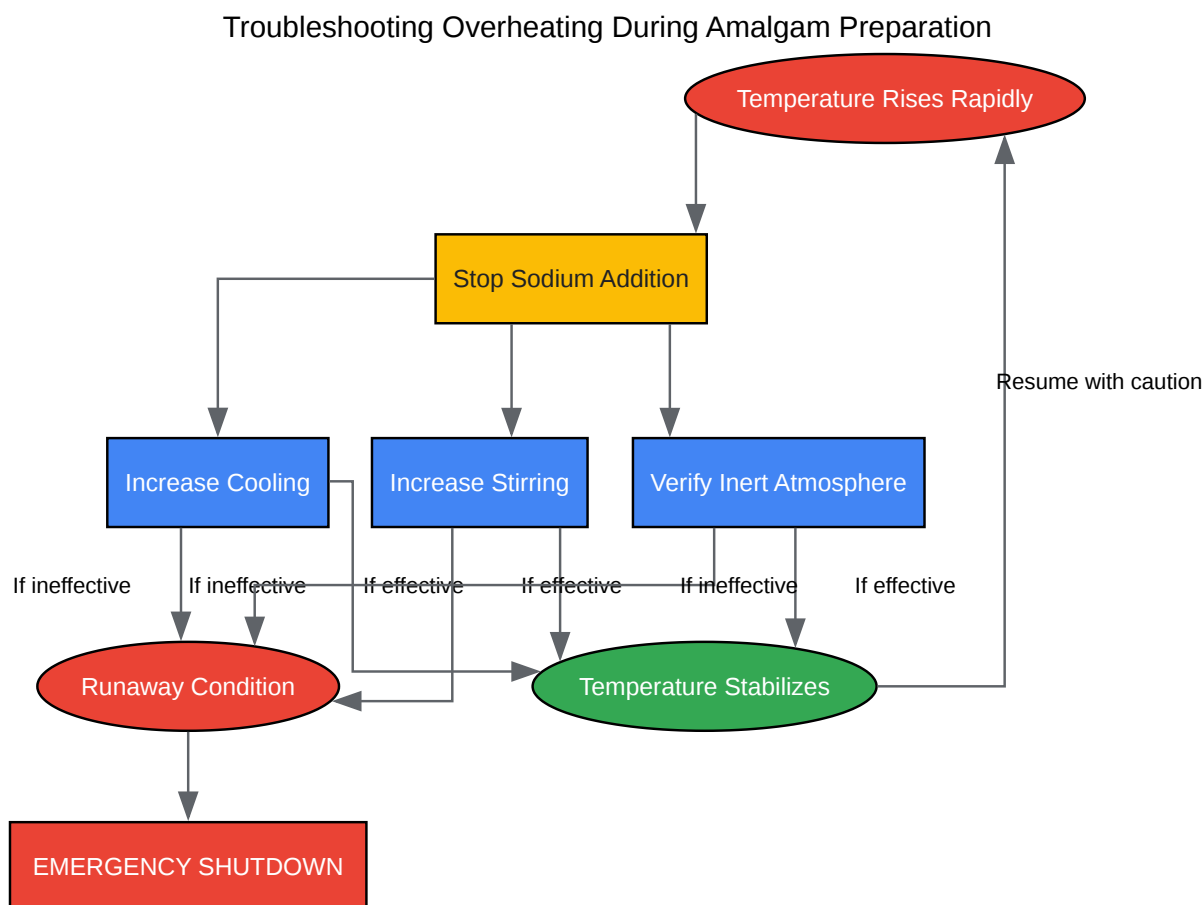 Troubleshooting Overheating During Amalgam Preparation
Temperature Rises Rapidly
Stop Sodium Addition
Resume with caution
Increase Cooling
Increase Stirring
Verify Inert Atmosphere
If ineffective
If ineffective
If effective
If effective
If ineffective
If effective
Runaway Condition
Temperature Stabilizes
EMERGENCY SHUTDOWN